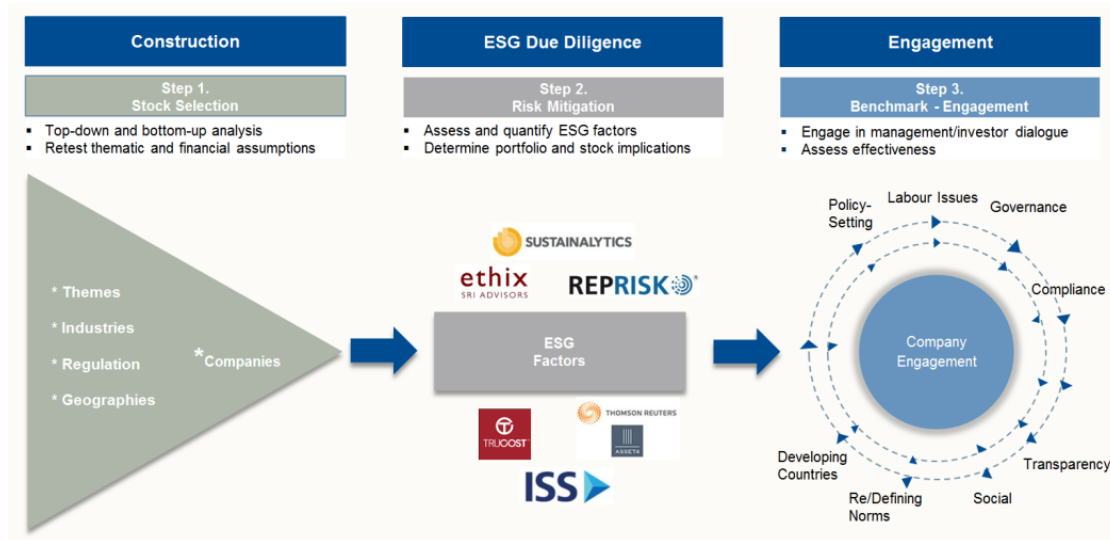 Construction
Step 1.
Stock Selection
▪ Top-down and bottom-up analysis
▪ Retest thematic and financial assumptions
* Themes
* Industries
* Regulation
* Geographies
*Companies
ESG Due Diligence
Step 2.
Risk Mitigation
▪ Assess and quantify ESG factors
▪ Determine portfolio and stock implications
SUSTAINALYTICS
ethix
SRI ADVISORS
REPRISK®
ESG
Factors
TRUCOST
THOMSON REUTERS
ASSET4
ISS
Engagement
Step 3.
Benchmark - Engagement
▪ Engage in management/investor dialogue
▪ Assess effectiveness
Labour Issues
Governance
Compliance
Transparency
Social
Re/Defining
Norms
Developing
Countries
Policy-
Setting
Company
Engagement